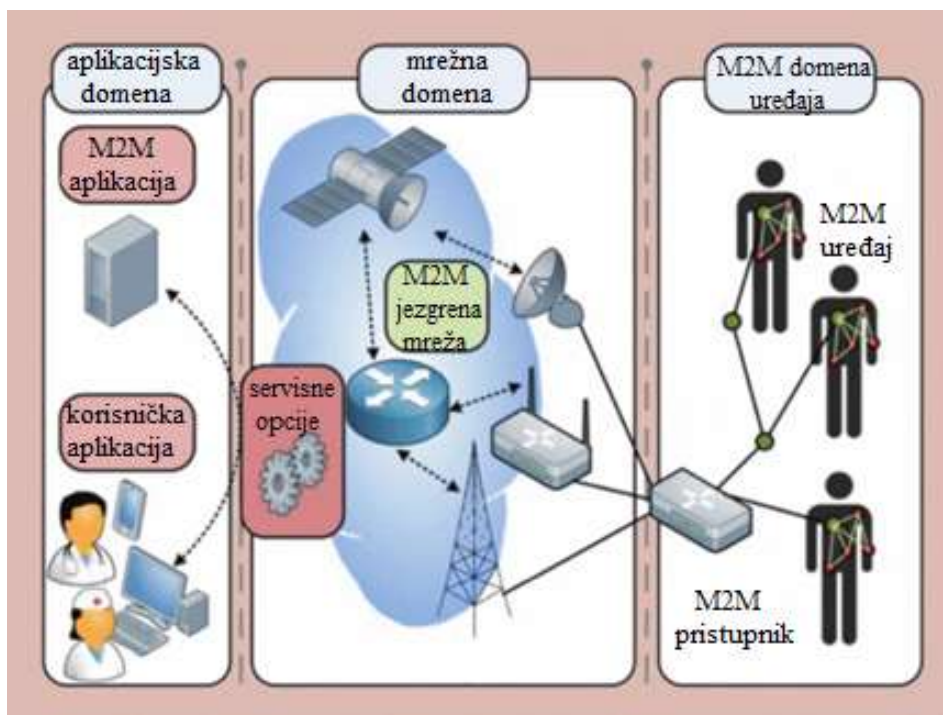 aplikacijska
domena
mrežna
domena
M2M domena
uređaja
M2M
aplikacija
M2M
uređaj
M2M
jezgrena
mreža
servisne
opcije
korisnička
aplikacija
M2M
pristupnik